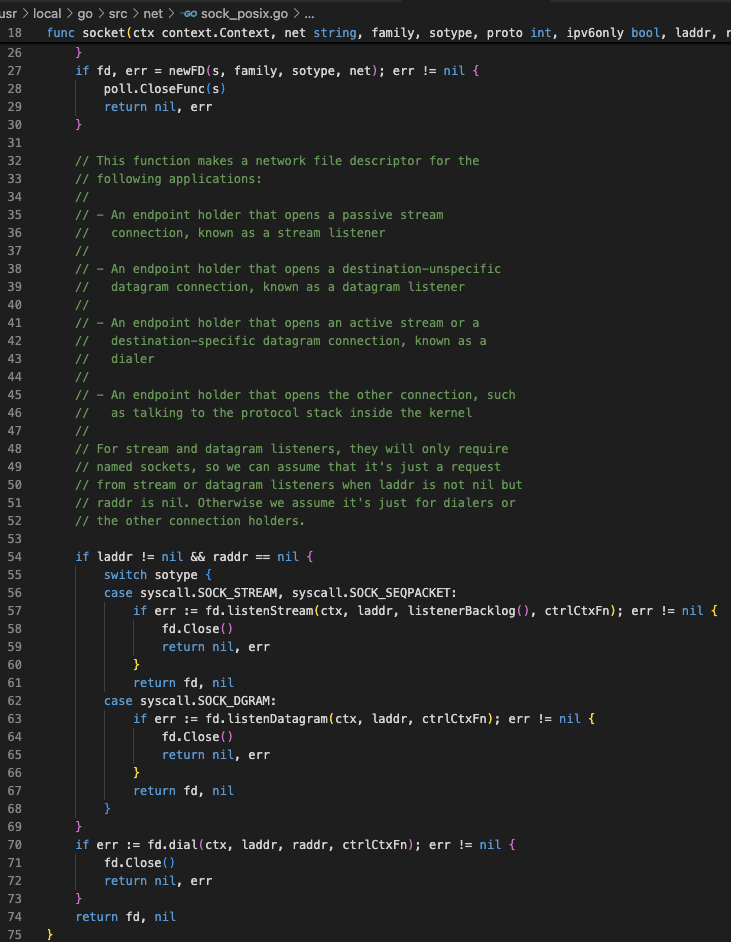 usr > local > go > src > net > GO sock_posix.go > ...
18 func socket(ctx context.Context, net string, family, sotype, proto int, ipv6only bool, laddr, r
26 }
27 if fd, err = newFD(s, family, sotype, net); err != nil {
28 poll.CloseFunc(s)
29 return nil, err
30 }
31
32 // This function makes a network file descriptor for the
33 // following applications:
34 //
35 // - An endpoint holder that opens a passive stream
36 //   connection, known as a stream listener
37 //
38 // - An endpoint holder that opens a destination-unspecific
39 //   datagram connection, known as a datagram listener
40 //
41 // - An endpoint holder that opens an active stream or a
42 //   destination-specific datagram connection, known as a
43 //   dialer
44 //
45 // - An endpoint holder that opens the other connection, such
46 //   as talking to the protocol stack inside the kernel
47 //
48 // For stream and datagram listeners, they will only require
49 // named sockets, so we can assume that it's just a request
50 // from stream or datagram listeners when laddr is not nil but
51 // raddr is nil. Otherwise we assume it's just for dialers or
52 // the other connection holders.
53
54 if laddr != nil && raddr == nil {
55 switch sotype {
56 case syscall.SOCK_STREAM, syscall.SOCK_SEQPACKET:
57 if err := fd.listenStream(ctx, laddr, listenerBacklog(), ctrlCtxFn); err != nil {
58 fd.Close()
59 return nil, err
60 }
61 return fd, nil
62 case syscall.SOCK_DGRAM:
63 if err := fd.listenDatagram(ctx, laddr, ctrlCtxFn); err != nil {
64 fd.Close()
65 return nil, err
66 }
67 return fd, nil
68 }
69 }
70 if err := fd.dial(ctx, laddr, raddr, ctrlCtxFn); err != nil {
71 fd.Close()
72 return nil, err
73 }
74 return fd, nil
75 }